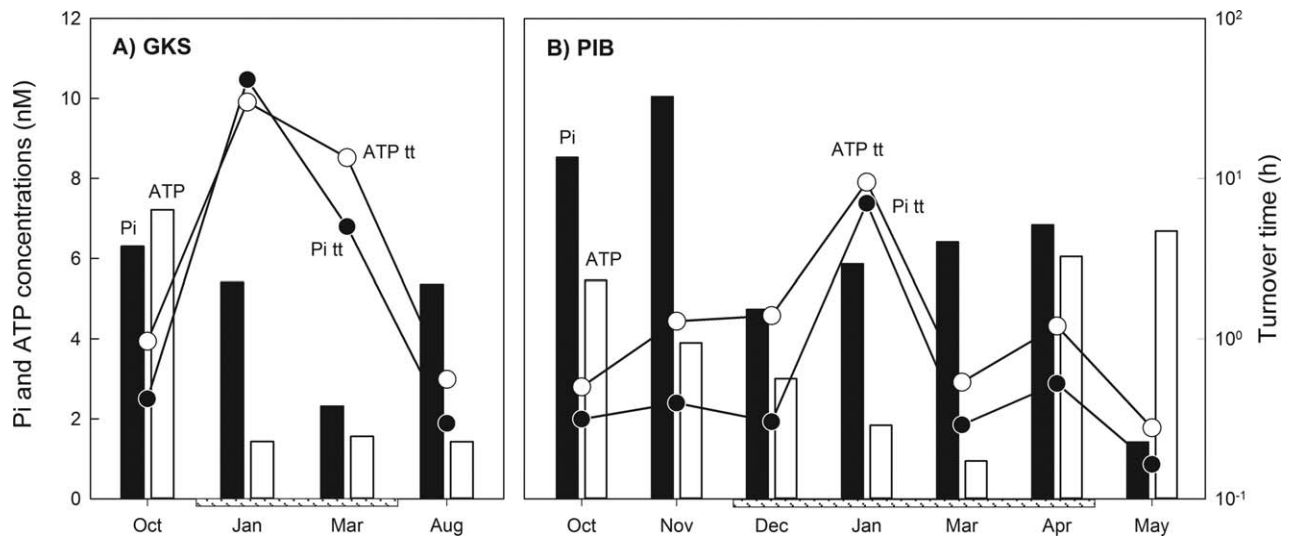 Pi and ATP concentrations (nM)
12
10
8
6
4
2
0
A) GKS
Pi
ATP
ATP tt
Pi tt
Oct Jan Mar Aug
B) PIB
Pi
ATP
ATP tt
Pi tt
Oct Nov Dec Jan Mar Apr May
10²
10¹
10⁰
10⁻¹
Turnover time (h)